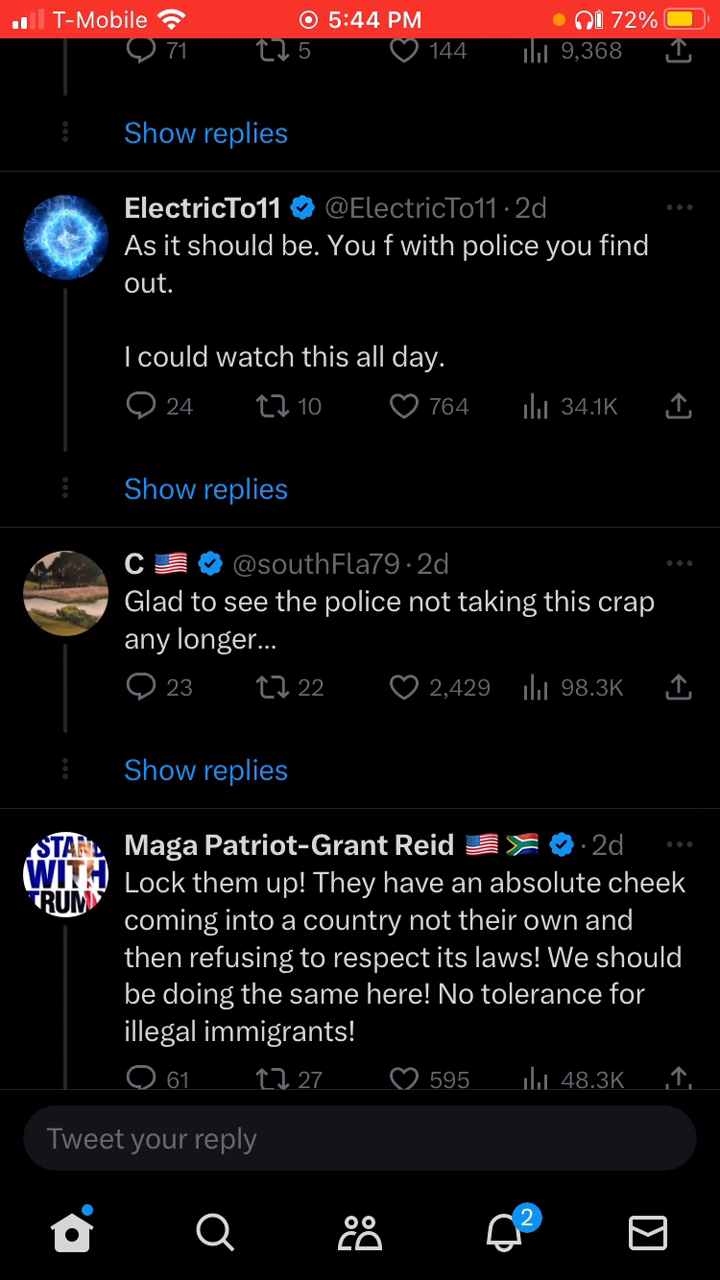 T-Mobile 5:44 PM 72%
71 5 144 9,368
Show replies
ElectricTo11 @ElectricTo11 · 2d
As it should be. You f with police you find
out.
I could watch this all day.
24 10 764 34.1K
Show replies
C 🇺🇸 @southFla79 · 2d
Glad to see the police not taking this crap
any longer...
23 22 2,429 98.3K
Show replies
STAND
WITH
TRUM
Maga Patriot-Grant Reid 🇺🇸 🇿🇦 · 2d
Lock them up! They have an absolute cheek
coming into a country not their own and
then refusing to respect its laws! We should
be doing the same here! No tolerance for
illegal immigrants!
61 27 595 48.3K
Tweet your reply
2